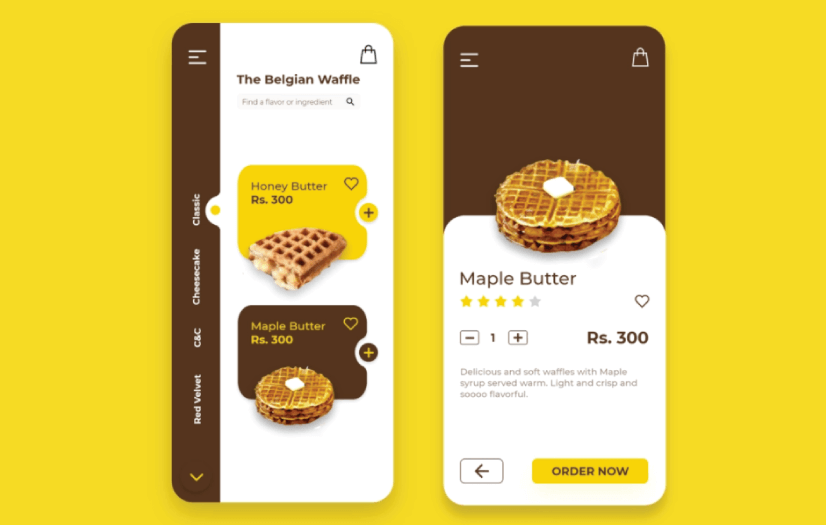 The Belgian Waffle
Find a flavor or ingredient
Classic
Cheesecake
C&C
Red Velvet
Honey Butter
Rs. 300
Maple Butter
Rs. 300
Maple Butter
1
Rs. 300
Delicious and soft waffles with Maple
syrup served warm. Light and crisp and
soooo flavorful.
ORDER NOW